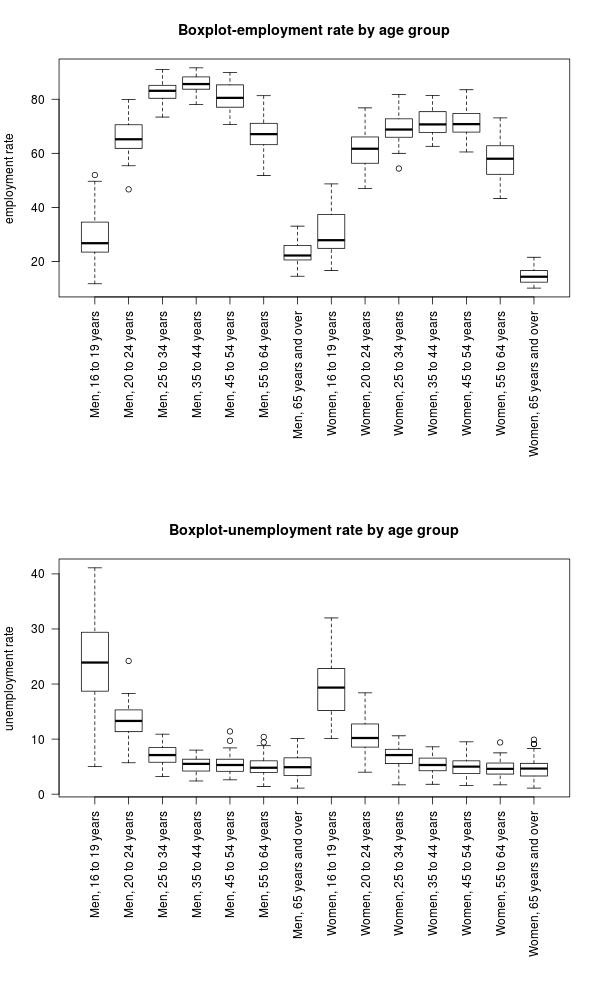 Boxplot-employment rate by age group
employment rate
80
60
40
20
Men, 16 to 19 years
Men, 20 to 24 years
Men, 25 to 34 years
Men, 35 to 44 years
Men, 45 to 54 years
Men, 55 to 64 years
Men, 65 years and over
Women, 16 to 19 years
Women, 20 to 24 years
Women, 25 to 34 years
Women, 35 to 44 years
Women, 45 to 54 years
Women, 55 to 64 years
Women, 65 years and over
Boxplot-unemployment rate by age group
unemployment rate
40
30
20
10
0
Men, 16 to 19 years
Men, 20 to 24 years
Men, 25 to 34 years
Men, 35 to 44 years
Men, 45 to 54 years
Men, 55 to 64 years
Men, 65 years and over
Women, 16 to 19 years
Women, 20 to 24 years
Women, 25 to 34 years
Women, 35 to 44 years
Women, 45 to 54 years
Women, 55 to 64 years
Women, 65 years and over